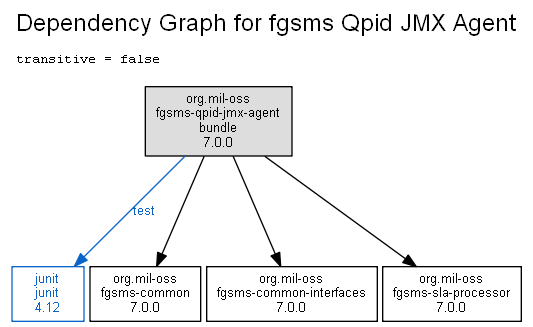 Dependency Graph for fgsms Qpid JMX Agent
transitive = false
org.mil-oss
fgsms-qpid-jmx-agent
bundle
7.0.0
test
junit
junit
4.12
org.mil-oss
fgsms-common
7.0.0
org.mil-oss
fgsms-common-interfaces
7.0.0
org.mil-oss
fgsms-sla-processor
7.0.0